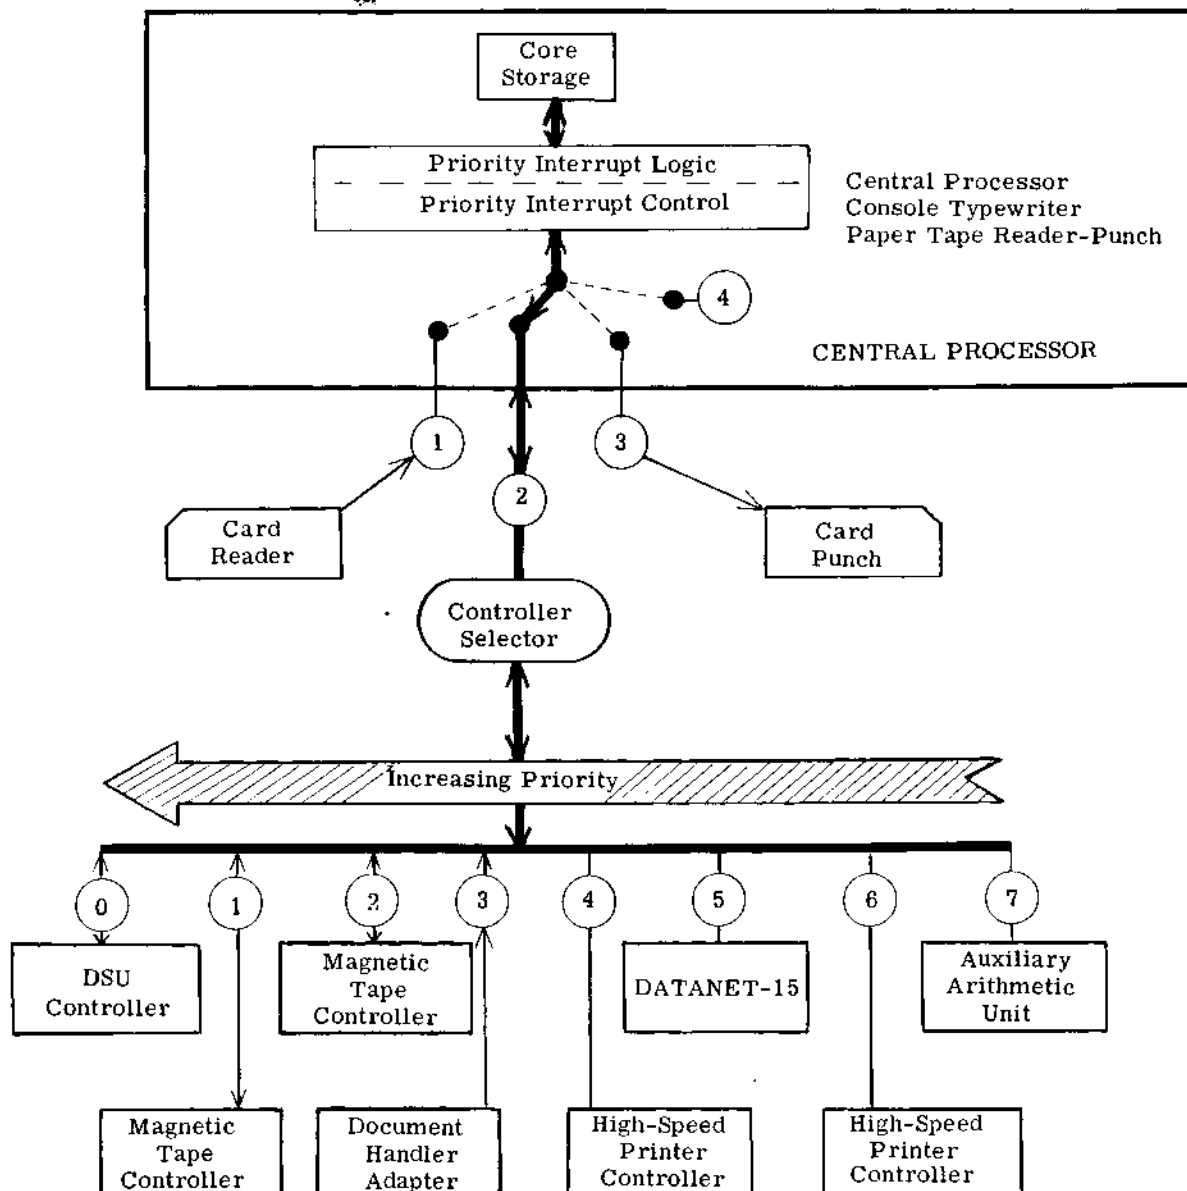 Core
Storage
Priority Interrupt Logic
Priority Interrupt Control
Central Processor
Console Typewriter
Paper Tape Reader-Punch
4
CENTRAL PROCESSOR
1
3
2
Card
Reader
Card
Punch
Controller
Selector
Increasing Priority
0
1
2
3
4
5
6
7
DSU
Controller
Magnetic
Tape
Controller
DATANET-15
Auxiliary
Arithmetic
Unit
Magnetic
Tape
Controller
Document
Handler
Adapter
High-Speed
Printer
Controller
High-Speed
Printer
Controller